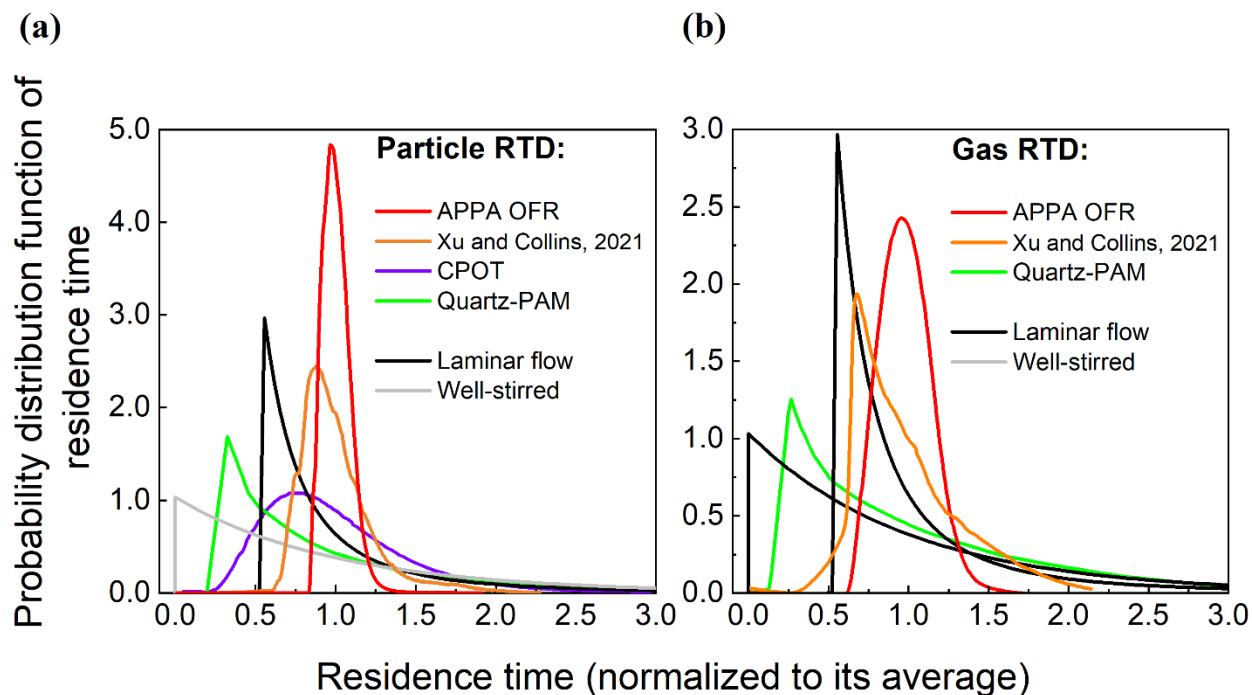 (a)
(b)
Probability distribution function of
residence time
5.0
4.0
3.0
2.0
1.0
0.0
0.0
0.5
1.0
1.5
2.0
2.5
3.0
Particle RTD:
APPA OFR
Xu and Collins, 2021
CPOT
Quartz-PAM
Laminar flow
Well-stirred
3.0
2.5
2.0
1.5
1.0
0.5
0.0
0.0
0.5
1.0
1.5
2.0
2.5
3.0
Gas RTD:
APPA OFR
Xu and Collins, 2021
Quartz-PAM
Laminar flow
Well-stirred
Residence time (normalized to its average)